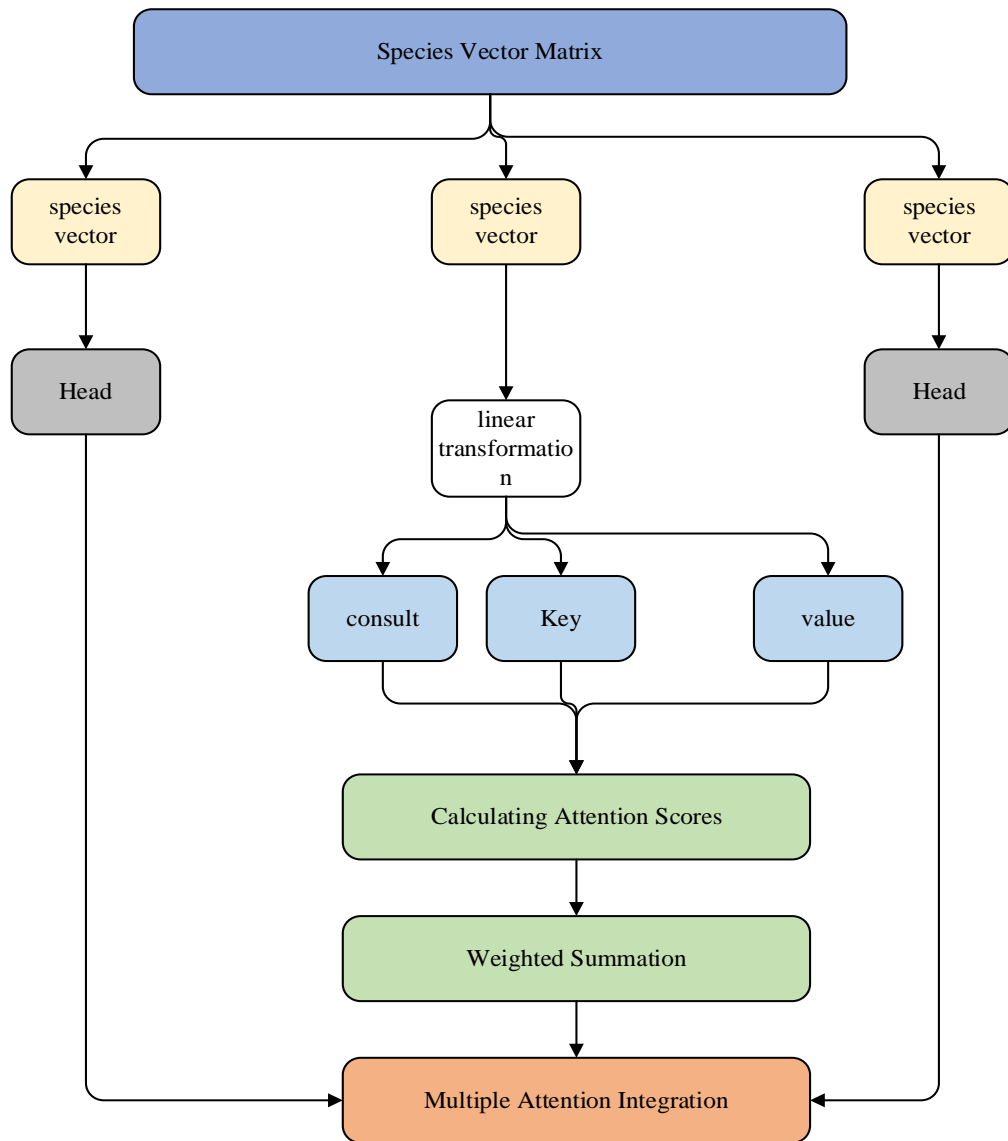 Species Vector Matrix
species
vector
species
vector
species
vector
Head
Head
linear
transformatio
n
consult
Key
value
Calculating Attention Scores
Weighted Summation
Multiple Attention Integration